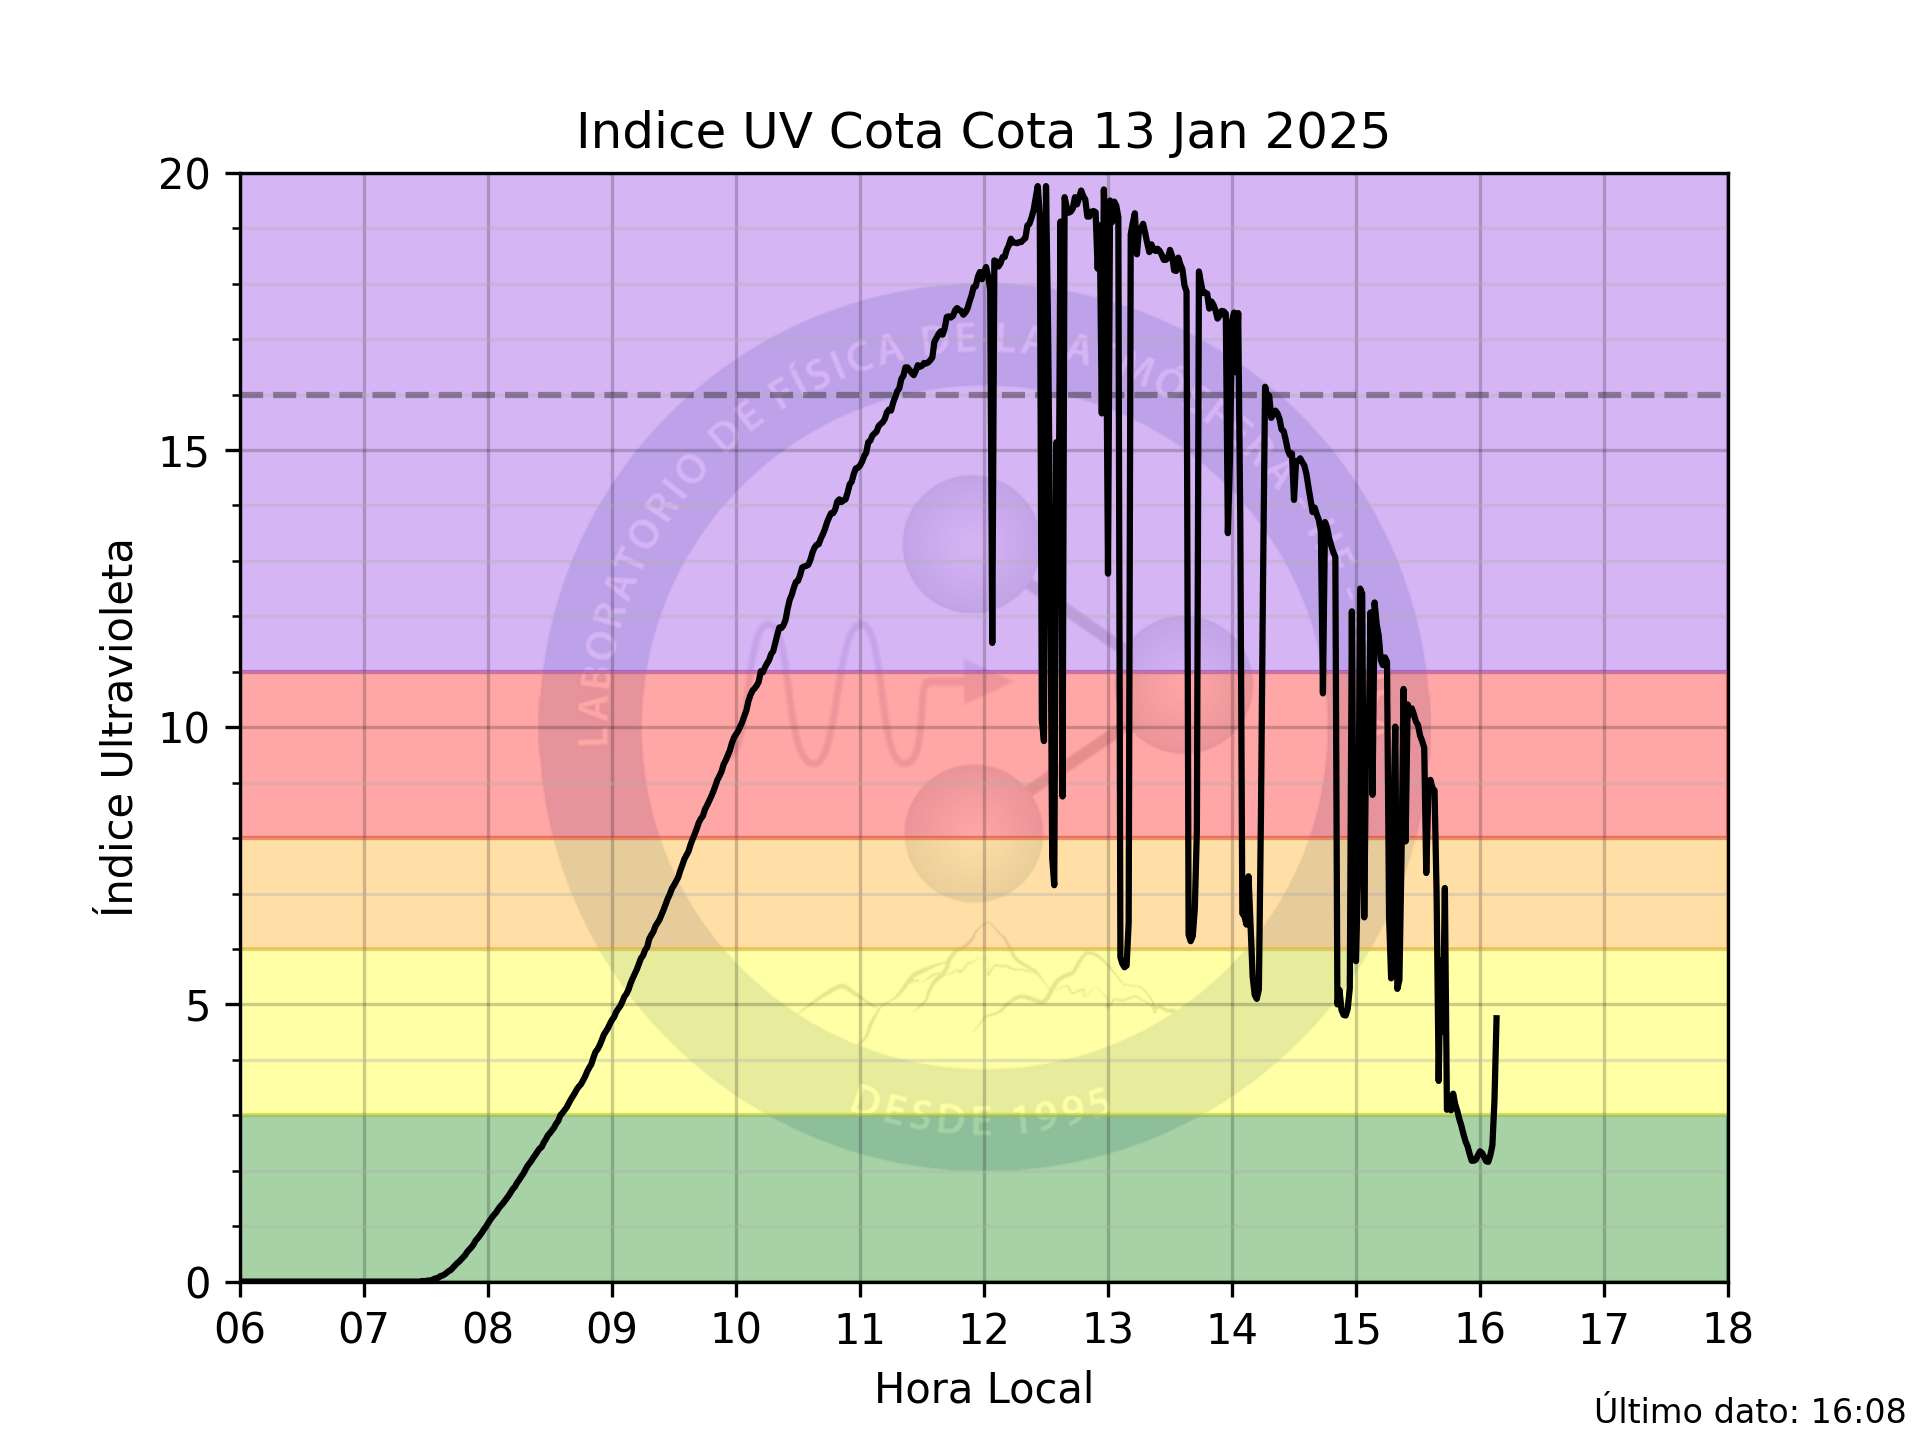 Indice UV Cota Cota 13 Jan 2025
20
15
10
5
0
Índice Ultravioleta
LABORATORIO DE FÍSICA DE LA ATMÓSFERA
DESDE 1995
06 07 08 09 10 11 12 13 14 15 16 17 18
Hora Local
Último dato: 16:08